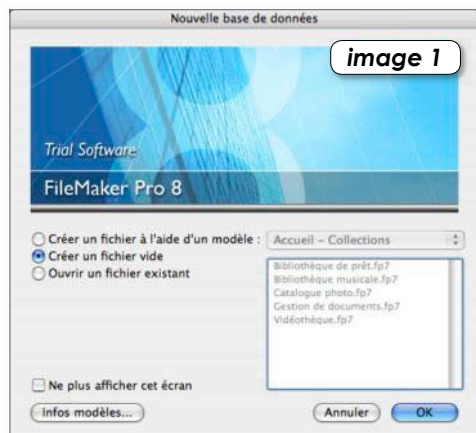 Nouvelle base de données
image 1
Trial Software
FileMaker Pro 8
Créer un fichier à l'aide d'un modèle :
Accueil – Collections
Créer un fichier vide
Ouvrir un fichier existant
Bibliothèque de prêt.fp7
Bibliothèque musicale.fp7
Catalogue photo.fp7
Gestion de documents.fp7
Vidéothèque.fp7
Ne plus afficher cet écran
Infos modèles...
Annuler
OK